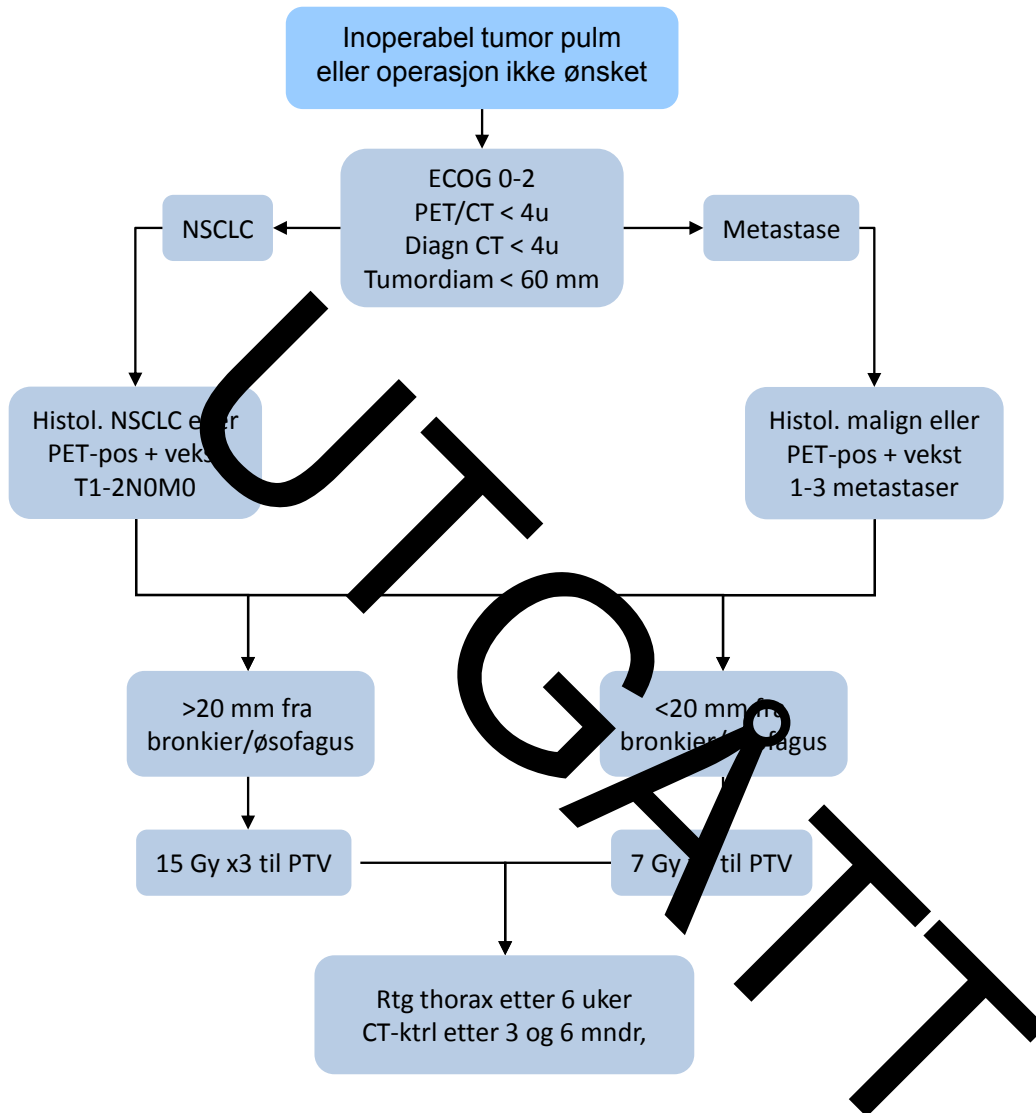 Inoperabel tumor pulm
eller operasjon ikke ønsket
ECOG 0-2
PET/CT < 4u
Diagn CT < 4u
Tumordiam < 60 mm
NSCLC
Metastase
Histol. NSCLC eller
PET-pos + vekst
T1-2N0M0
Histol. malign eller
PET-pos + vekst
1-3 metastaser
>20 mm fra
bronkier/øsofagus
<20 mm fra
bronkier/øsofagus
15 Gy x3 til PTV
7 Gy til PTV
Rtg thorax etter 6 uker
CT-ktrl etter 3 og 6 mndr,
UTGÅTT